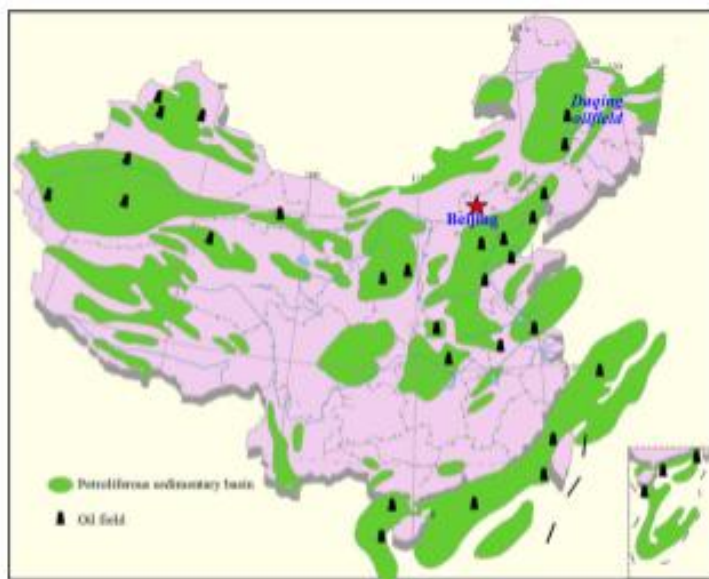 Daqing
oilfield
Beijing
Petroliferous sedimentary basin
Oil field